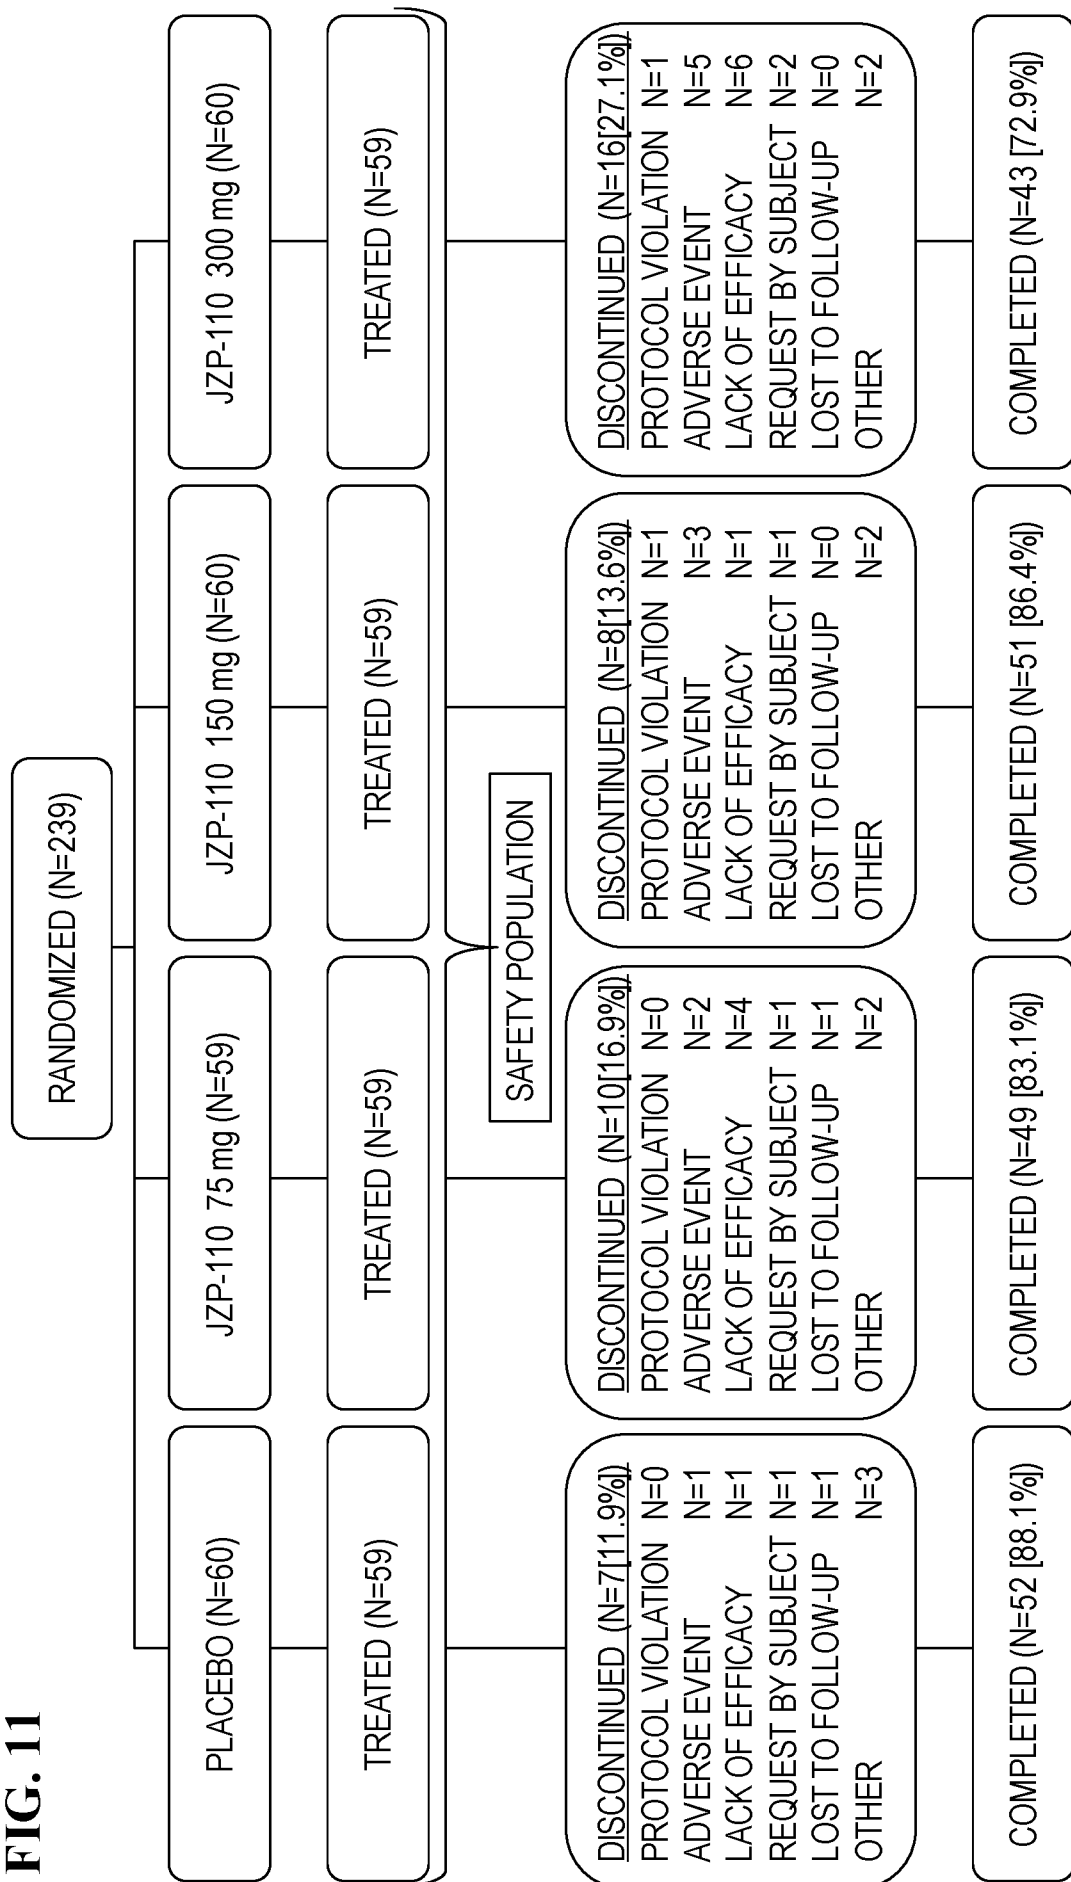 FIG. 11
RANDOMIZED (N=239)
PLACEBO (N=60)
JZP-110 75 mg (N=59)
JZP-110 150 mg (N=60)
JZP-110 300 mg (N=60)
TREATED (N=59)
TREATED (N=59)
TREATED (N=59)
TREATED (N=59)
SAFETY POPULATION
DISCONTINUED (N=7[11.9%])
PROTOCOL VIOLATION N=0
ADVERSE EVENT N=1
LACK OF EFFICACY N=1
REQUEST BY SUBJECT N=1
LOST TO FOLLOW-UP N=1
OTHER N=3
DISCONTINUED (N=10[16.9%])
PROTOCOL VIOLATION N=0
ADVERSE EVENT N=2
LACK OF EFFICACY N=4
REQUEST BY SUBJECT N=1
LOST TO FOLLOW-UP N=1
OTHER N=2
DISCONTINUED (N=8[13.6%])
PROTOCOL VIOLATION N=1
ADVERSE EVENT N=3
LACK OF EFFICACY N=1
REQUEST BY SUBJECT N=1
LOST TO FOLLOW-UP N=0
OTHER N=2
DISCONTINUED (N=16[27.1%])
PROTOCOL VIOLATION N=1
ADVERSE EVENT N=5
LACK OF EFFICACY N=6
REQUEST BY SUBJECT N=2
LOST TO FOLLOW-UP N=0
OTHER N=2
COMPLETED (N=52 [88.1%])
COMPLETED (N=49 [83.1%])
COMPLETED (N=51 [86.4%])
COMPLETED (N=43 [72.9%])